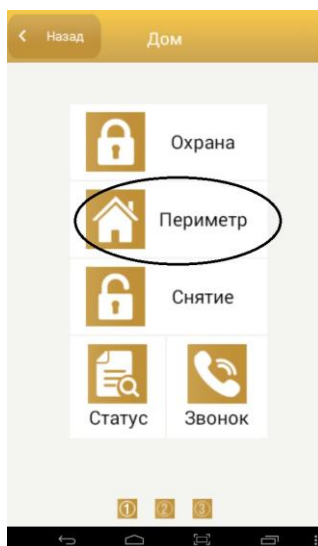 Назад
Дом
Охрана
Периметр
Снятие
Статус
Звонок
1 2 3